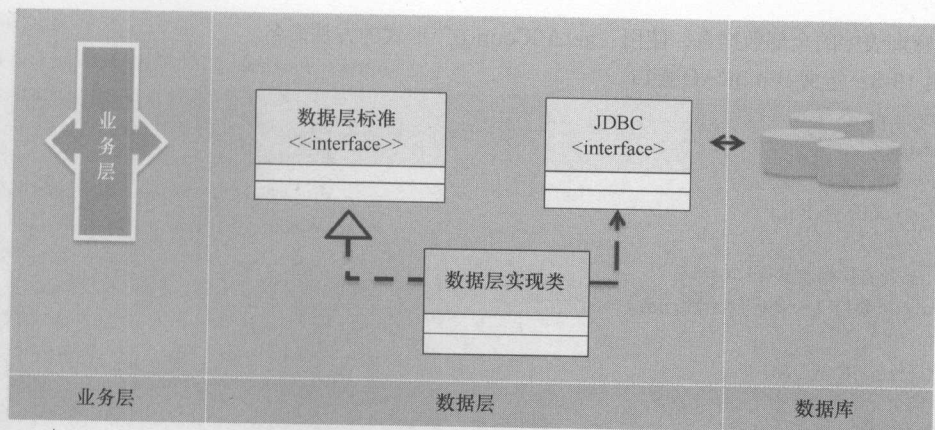 业务层
数据层标准
<<interface>>
JDBC
<interface>
数据层实现类
业务层
数据层
数据库